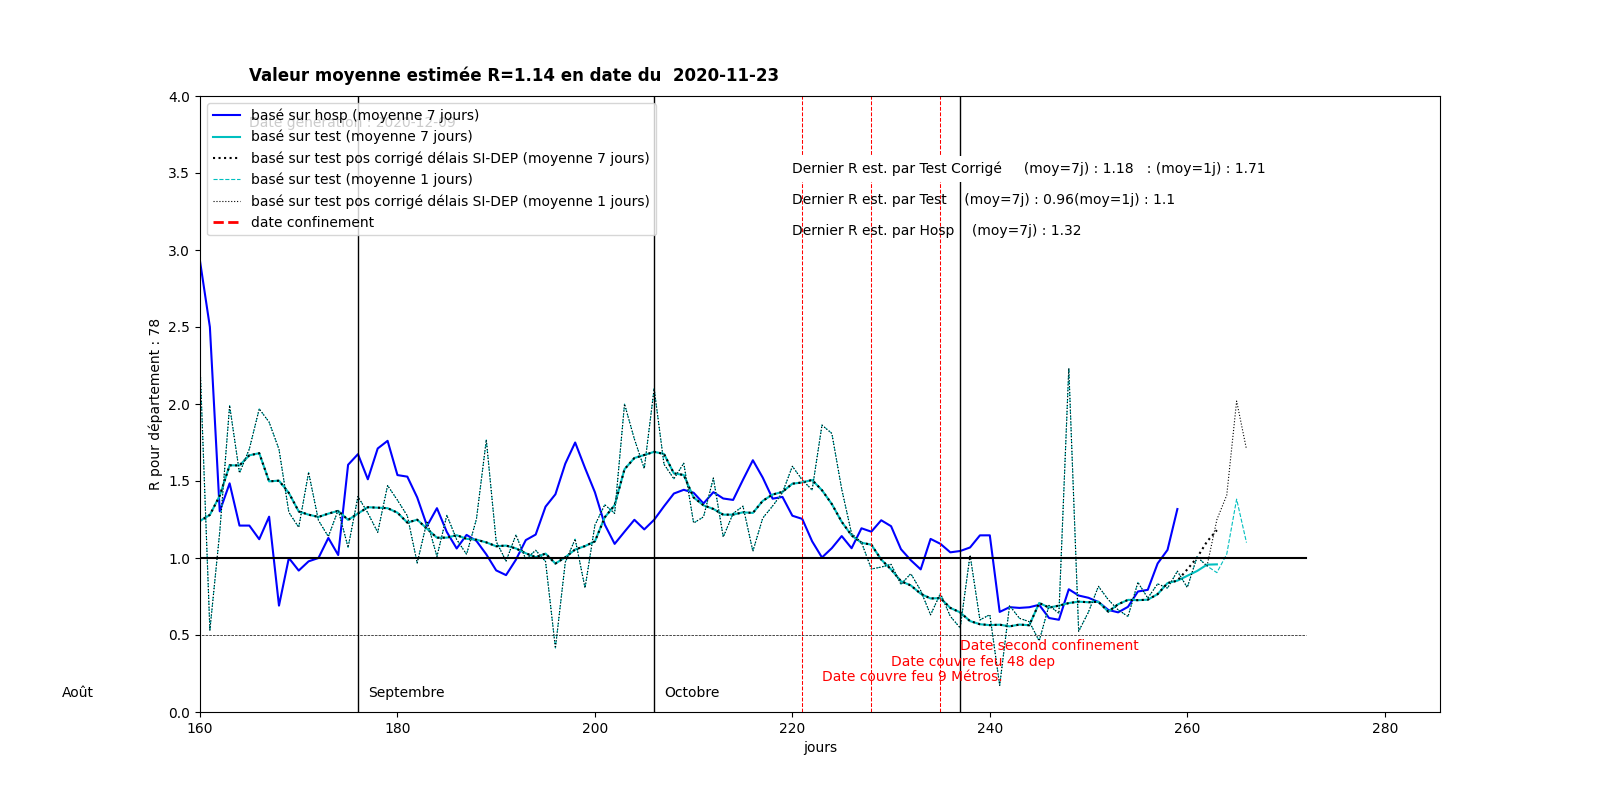 Valeur moyenne estimée R=1.14 en date du  2020-11-23
Date génération : 2020-12-09
basé sur hosp (moyenne 7 jours)
basé sur test (moyenne 7 jours)
basé sur test pos corrigé délais SI-DEP (moyenne 7 jours)
basé sur test (moyenne 1 jours)
basé sur test pos corrigé délais SI-DEP (moyenne 1 jours)
date confinement
Dernier R est. par Test Corrigé     (moy=7j) : 1.18   : (moy=1j) : 1.71
Dernier R est. par Test    (moy=7j) : 0.96(moy=1j) : 1.1
Dernier R est. par Hosp    (moy=7j) : 1.32
4.0
3.5
3.0
2.5
2.0
1.5
1.0
0.5
0.0
R pour département : 78
Date second confinement
Date couvre feu 48 dep
Date couvre feu 9 Métros
Août
Septembre
Octobre
160
180
200
220
240
260
280
jours